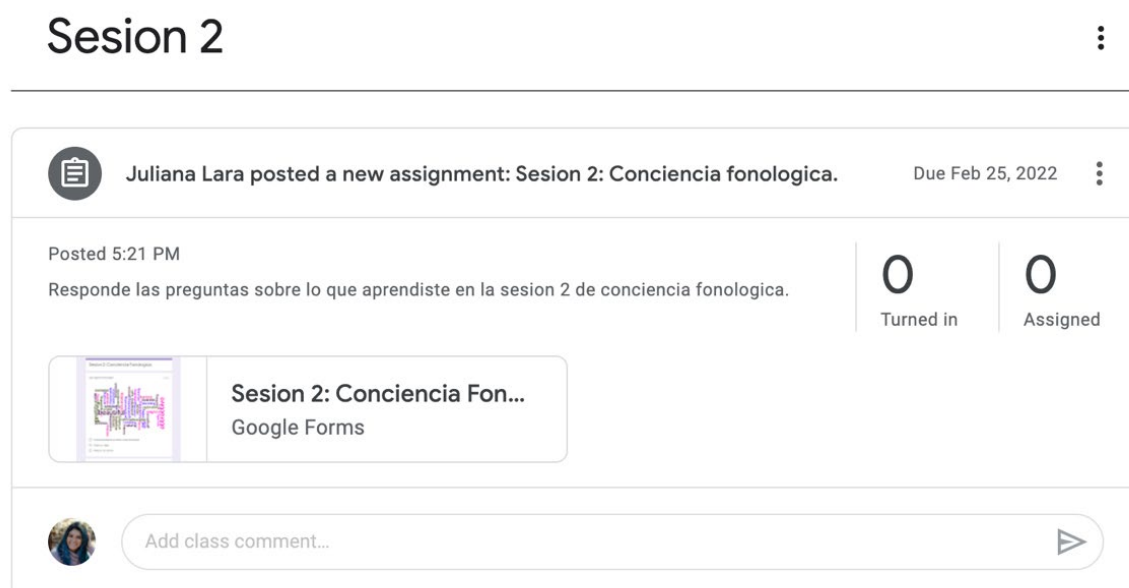 Sesion 2
Juliana Lara posted a new assignment: Sesion 2: Conciencia fonologica.
Due Feb 25, 2022
Posted 5:21 PM
Responde las preguntas sobre lo que aprendiste en la sesion 2 de conciencia fonologica.
0
Turned in
0
Assigned
Sesion 2: Conciencia Fon...
Google Forms
Add class comment...